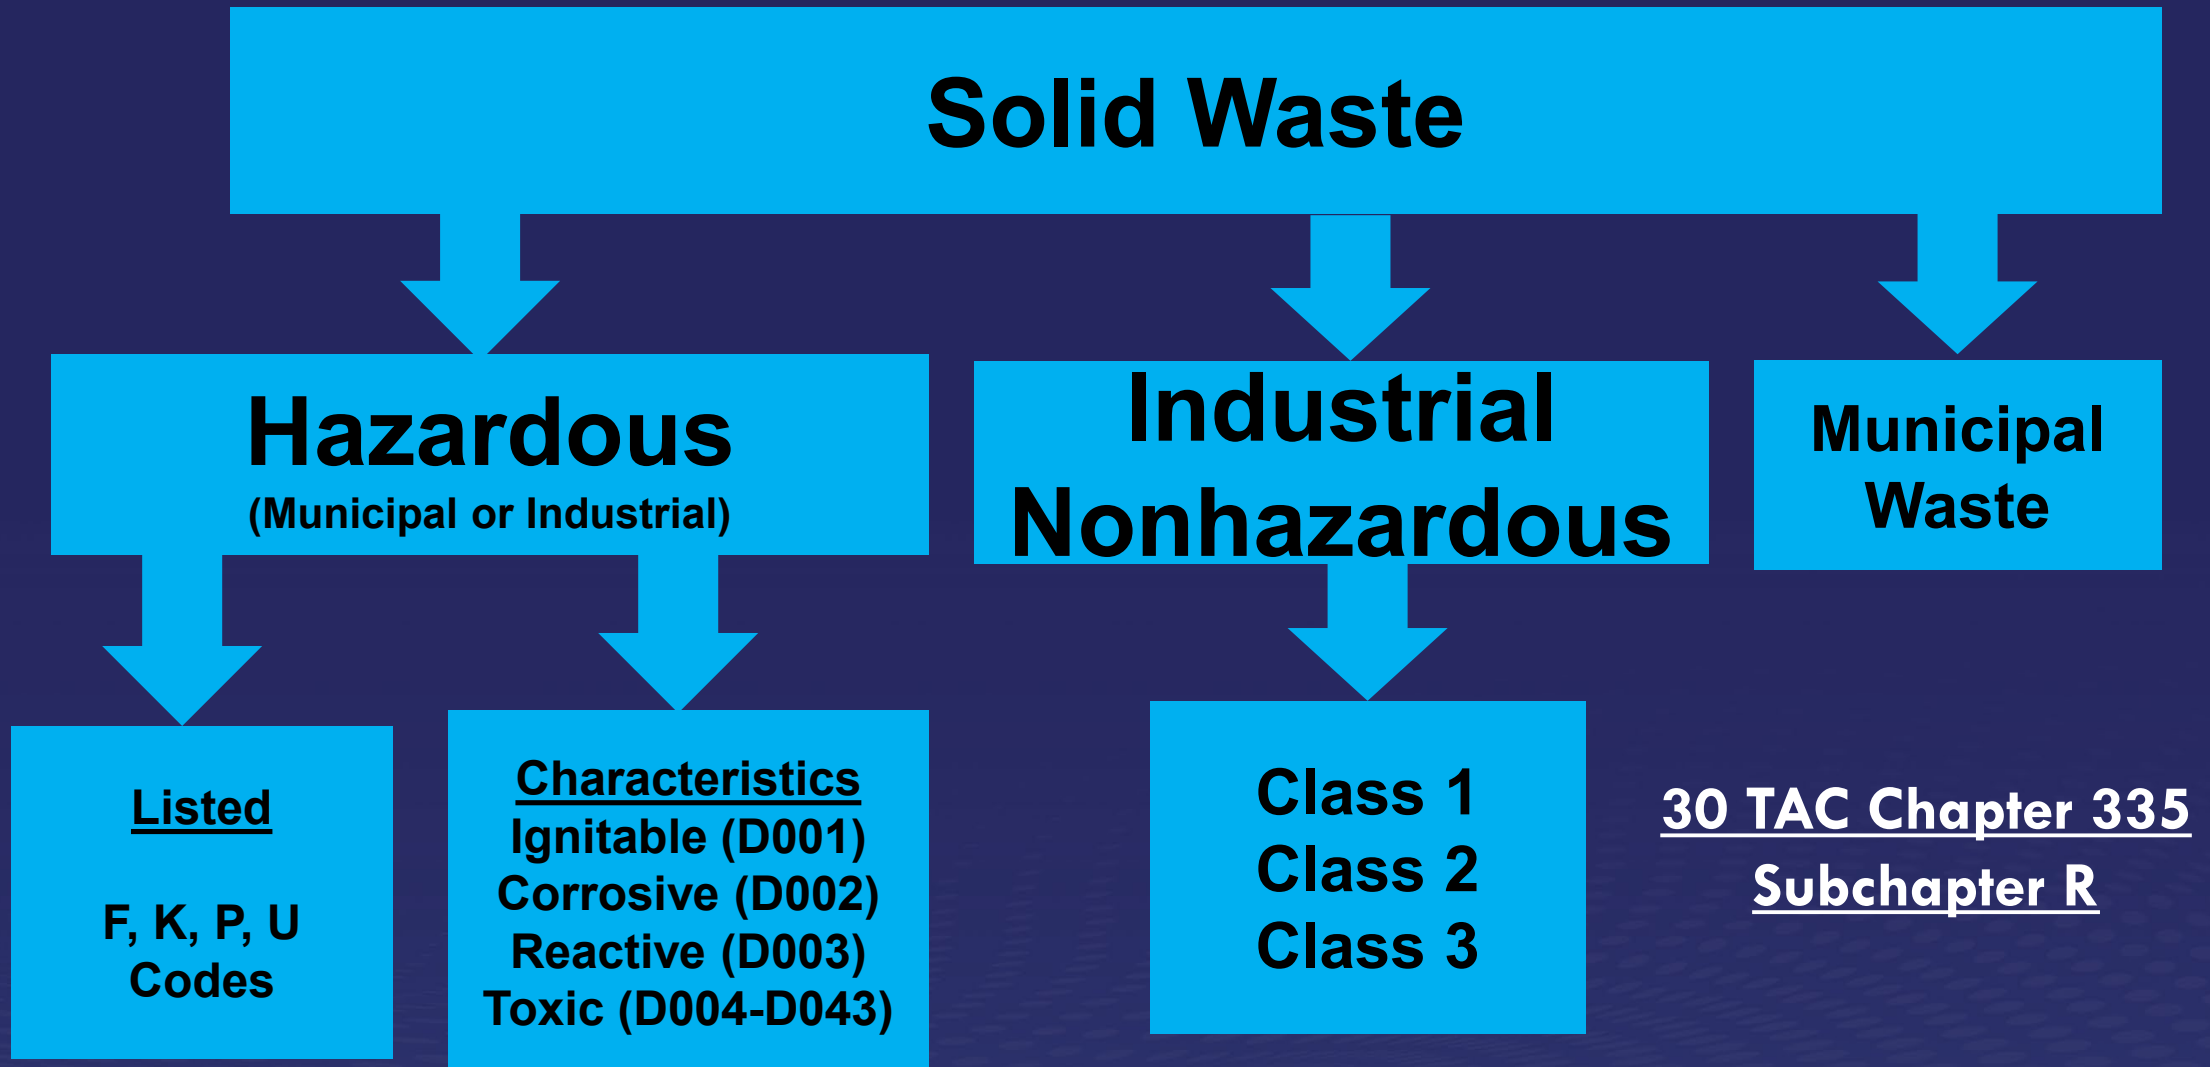 Solid Waste
Hazardous
(Municipal or Industrial)
Industrial
Nonhazardous
Municipal
Waste
Listed
F, K, P, U
Codes
Characteristics
Ignitable (D001)
Corrosive (D002)
Reactive (D003)
Toxic (D004-D043)
Class 1
Class 2
Class 3
30 TAC Chapter 335
Subchapter R